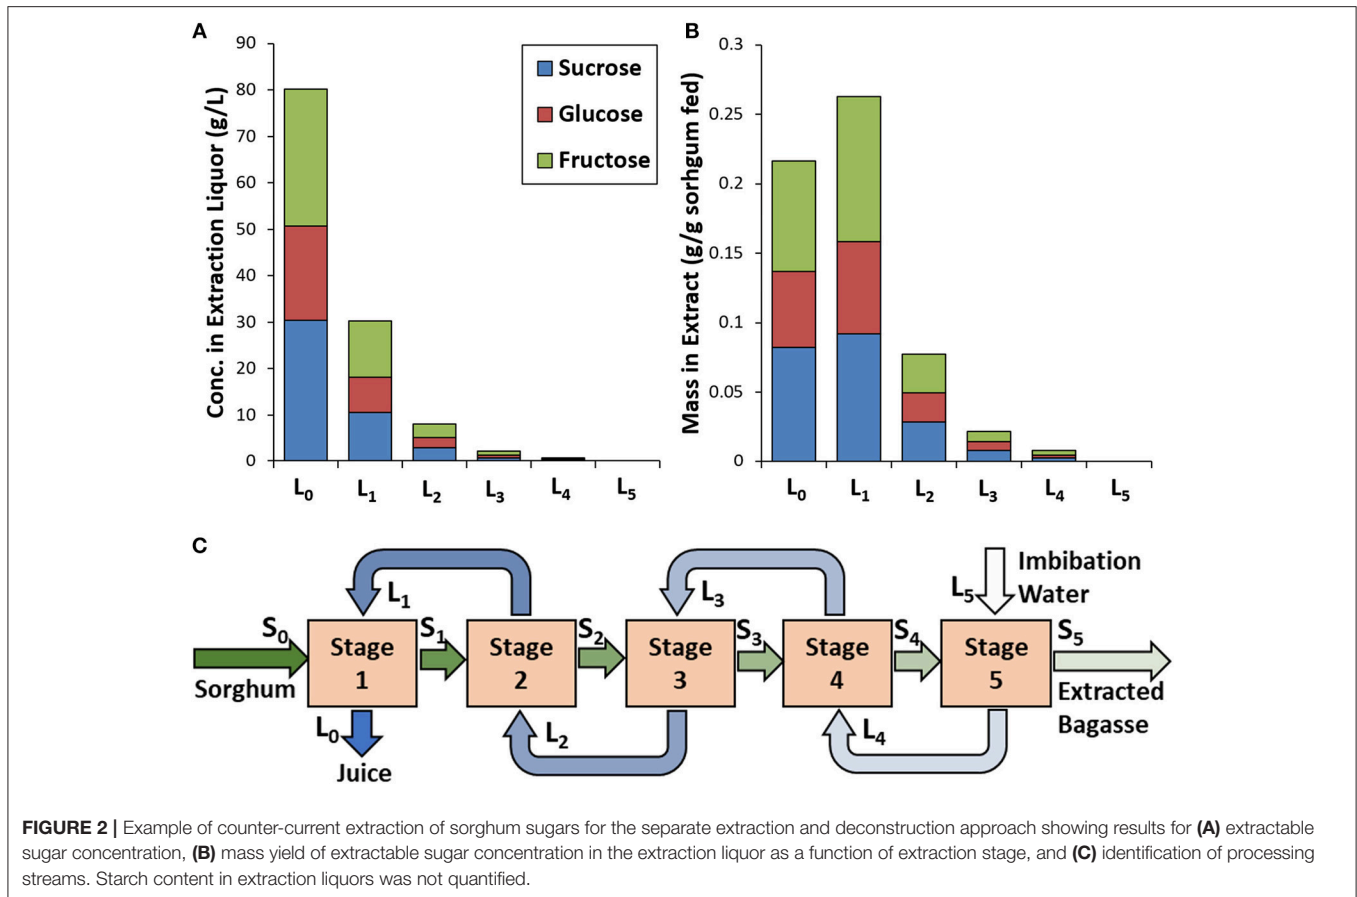 A
Conc. in Extraction Liquor (g/L)
90
80
70
60
50
40
30
20
10
0
L0
L1
L2
L3
L4
L5
Sucrose
Glucose
Fructose
B
Mass in Extract (g/g sorhgum fed)
0.3
0.25
0.2
0.15
0.1
0.05
0
L0
L1
L2
L3
L4
L5
C
S0
Sorghum
Stage
1
L0
Juice
L1
S1
Stage
2
L2
S2
Stage
3
L3
S3
Stage
4
L4
S4
Stage
5
L5
Imbibation
Water
S5
Extracted
Bagasse
FIGURE 2 | Example of counter-current extraction of sorghum sugars for the separate extraction and deconstruction approach showing results for (A) extractable
sugar concentration, (B) mass yield of extractable sugar concentration in the extraction liquor as a function of extraction stage, and (C) identification of processing
streams. Starch content in extraction liquors was not quantified.